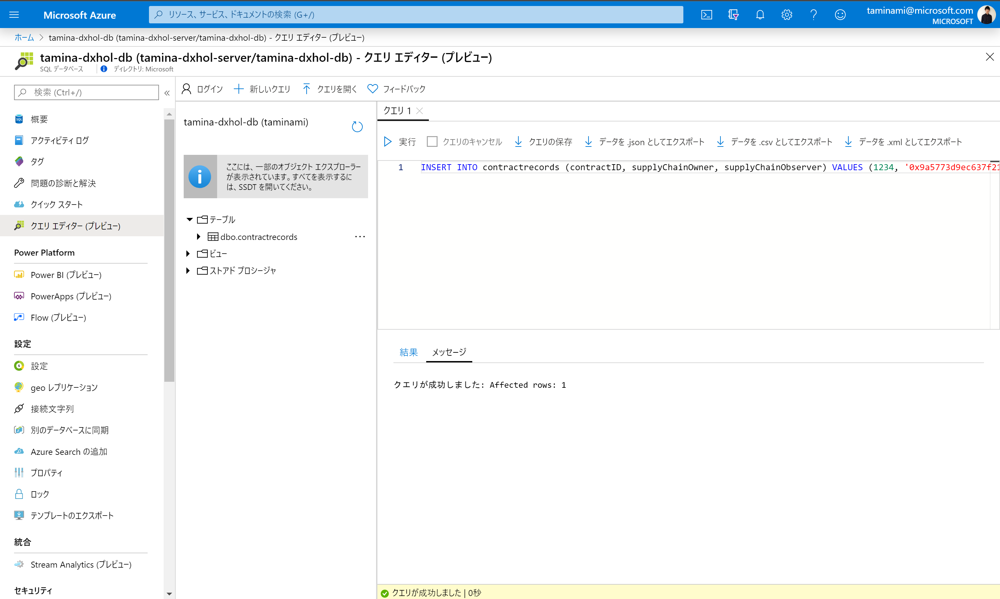 Microsoft Azure
リソース、サービス、ドキュメントの検索 (G+/)
taminami@microsoft.com
MICROSOFT
ホーム > tamina-dxhol-db (tamina-dxhol-server/tamina-dxhol-db) - クエリ エディター (プレビュー)
tamina-dxhol-db (tamina-dxhol-server/tamina-dxhol-db) - クエリ エディター (プレビュー)
SQL データベース
ディレクトリ: Microsoft
検索 (Ctrl+/)
概要
アクティビティ ログ
タグ
問題の診断と解決
クイック スタート
クエリ エディター (プレビュー)
Power Platform
Power BI (プレビュー)
PowerApps (プレビュー)
Flow (プレビュー)
設定
設定
geo レプリケーション
接続文字列
別のデータベースに同期
Azure Search の追加
プロパティ
ロック
テンプレートのエクスポート
統合
Stream Analytics (プレビュー)
セキュリティ
ログイン
新しいクエリ
クエリを開く
フィードバック
tamina-dxhol-db (taminami)
ここには、一部のオブジェクト エクスプローラー
が表示されています。すべてを表示するに
は、SSDT を開いてください。
テーブル
dbo.contractrecords
ビュー
ストアド プロシージャ
クエリ 1
実行
クエリのキャンセル
クエリの保存
データを .json としてエクスポート
データを .csv としてエクスポート
データを .xml としてエクスポート
1 INSERT INTO contractrecords (contractID, supplyChainOwner, supplyChainObserver) VALUES (1234, '0x9a5773d9ec637f21
結果
メッセージ
クエリが成功しました: Affected rows: 1
クエリが成功しました | 0秒